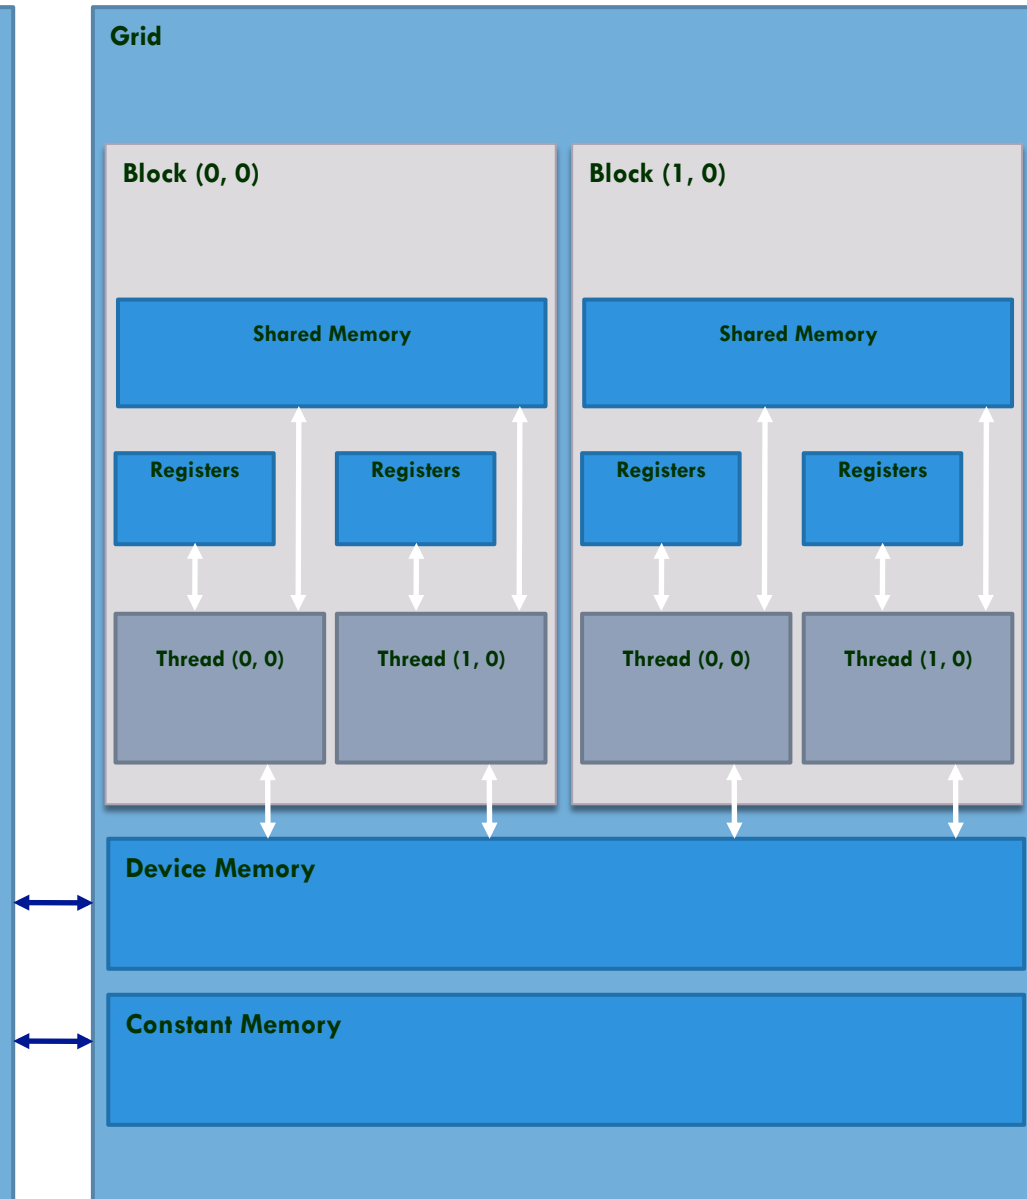 Grid
Block (0, 0)
Block (1, 0)
Shared Memory
Shared Memory
Registers
Registers
Registers
Registers
Thread (0, 0)
Thread (1, 0)
Thread (0, 0)
Thread (1, 0)
Device Memory
Constant Memory